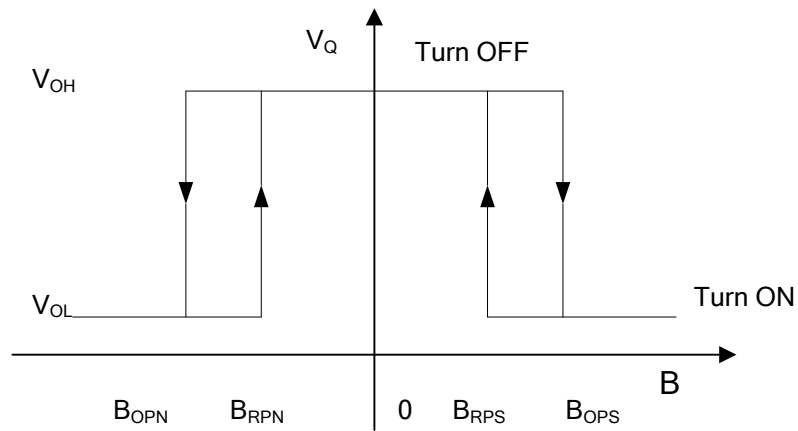 V_Q
Turn OFF
V_OH
V_OL
Turn ON
B
B_OPN B_RPN 0 B_RPS B_OPS